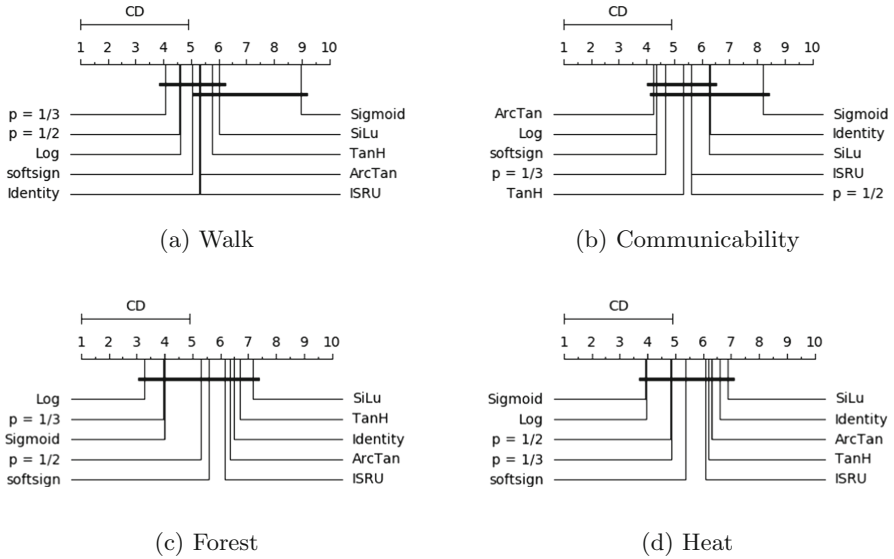 CD
1 2 3 4 5 6 7 8 9 10
p = 1/3
p = 1/2
Log
softsign
Identity
Sigmoid
SiLu
TanH
ArcTan
ISRU
(a) Walk
CD
1 2 3 4 5 6 7 8 9 10
ArcTan
Log
softsign
p = 1/3
TanH
Sigmoid
Identity
SiLu
ISRU
p = 1/2
(b) Communicability
CD
1 2 3 4 5 6 7 8 9 10
Log
p = 1/3
Sigmoid
p = 1/2
softsign
SiLu
TanH
Identity
ArcTan
ISRU
(c) Forest
CD
1 2 3 4 5 6 7 8 9 10
Sigmoid
Log
p = 1/2
p = 1/3
softsign
SiLu
Identity
ArcTan
TanH
ISRU
(d) Heat